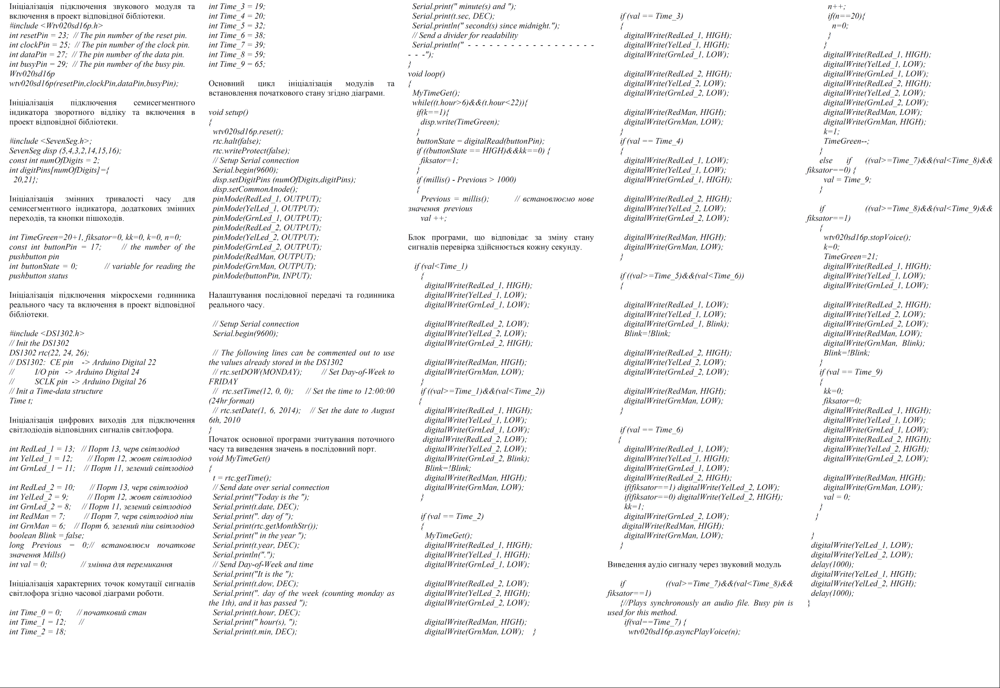 Ініціалізація підключення звукового модуля та
включення в проект відповідної бібліотеки.
#include <Wtv020sd16p.h>
int resetPin = 23; // The pin number of the reset pin.
int clockPin = 25; // The pin number of the clock pin.
int dataPin = 27; // The pin number of the data pin.
int busyPin = 29; // The pin number of the busy pin.
Wtv020sd16p
wtv020sd16p(resetPin,clockPin,dataPin,busyPin);
Ініціалізація підключення семисегментного
індикатора зворотного відліку та включення в
проект відповідної бібліотеки.
#include <SevenSeg.h>;
SevenSeg disp (5,4,3,2,14,15,16);
const int numOfDigits = 2;
int digitPins[numOfDigits]={
20,21};
Ініціалізація змінних тривалості часу для
семисегментного індикатора, додаткових змінних
переходів, та кнопки пішоходів.
int TimeGreen=20+1, fiksator=0, kk=0, k=0, n=0;
const int buttonPin = 17; // the number of the
pushbutton pin
int buttonState = 0; // variable for reading the
pushbutton status
Ініціалізація підключення мікросхеми годинника
реального часу та включення в проект відповідної
бібліотеки.
#include <DS1302.h>
// Init the DS1302
DS1302 rtc(22, 24, 26);
// DS1302: CE pin -> Arduino Digital 22
// I/O pin -> Arduino Digital 24
// SCLK pin -> Arduino Digital 26
// Init a Time-data structure
Time t;
Ініціалізація цифрових виходів для підключення
світлодіодів відповідних сигналів світлофора.
int RedLed_1 = 13; // Порт 13, черв світлодіод
int YelLed_1 = 12; // Порт 12, жовт світлодіод
int GrnLed_1 = 11; // Порт 11, зелений світлодіод
int RedLed_2 = 10; // Порт 13, черв світлодіод
int YelLed_2 = 9; // Порт 12, жовт світлодіод
int GrnLed_2 = 8; // Порт 11, зелений світлодіод
int RedMan = 7; // Порт 7, черв світлодіод піш
int GrnMan = 6; // Порт 6, зелений піш світлодіод
boolean Blink = false;
long Previous = 0;// встановлюєм початкове
значення Mills()
int val = 0; // змінна для перемикання
Ініціалізація характерних точок комутації сигналів
світлофора згідно часової діаграми роботи.
int Time_0 = 0; // початковий стан
int Time_1 = 12; //
int Time_2 = 18;
int Time_3 = 19;
int Time_4 = 20;
int Time_5 = 32;
int Time_6 = 38;
int Time_7 = 39;
int Time_8 = 59;
int Time_9 = 65;
Основний цикл ініціалізація модулів та
встановлення початкового стану згідно діаграми.
void setup()
{
wtv020sd16p.reset();
rtc.halt(false);
rtc.writeProtect(false);
// Setup Serial connection
Serial.begin(9600);
disp.setDigitPins (numOfDigits,digitPins);
disp.setCommonAnode();
pinMode(RedLed_1, OUTPUT);
pinMode(YelLed_1, OUTPUT);
pinMode(GrnLed_1, OUTPUT);
pinMode(RedLed_2, OUTPUT);
pinMode(YelLed_2, OUTPUT);
pinMode(GrnLed_2, OUTPUT);
pinMode(RedMan, OUTPUT);
pinMode(GrnMan, OUTPUT);
pinMode(buttonPin, INPUT);
Налаштування послідовної передачі та годинника
реального часу.
// Setup Serial connection
Serial.begin(9600);
// The following lines can be commented out to use
the values already stored in the DS1302
// rtc.setDOW(MONDAY); // Set Day-of-Week to
FRIDAY
// rtc.setTime(12, 0, 0); // Set the time to 12:00:00
(24hr format)
// rtc.setDate(1, 6, 2014); // Set the date to August
6th, 2010
}
Початок основної програми зчитування поточного
часу та виведення значень в послідовний порт.
void MyTimeGet()
{
t = rtc.getTime();
// Send date over serial connection
Serial.print("Today is the ");
Serial.print(t.date, DEC);
Serial.print(". day of ");
Serial.print(rtc.getMonthStr());
Serial.print(" in the year ");
Serial.print(t.year, DEC);
Serial.println(".");
// Send Day-of-Week and time
Serial.print("It is the ");
Serial.print(t.dow, DEC);
Serial.print(". day of the week (counting monday as
the 1th), and it has passed ");
Serial.print(t.hour, DEC);
Serial.print(" hour(s), ");
Serial.print(t.min, DEC);
Serial.print(" minute(s) and ");
Serial.print(t.sec, DEC);
Serial.println(" second(s) since midnight.");
// Send a divider for readability
Serial.println(" - - - - - - - - - - - - - - - - - -
- - -");
}
void loop()
{
MyTimeGet();
while((t.hour>6)&&(t.hour<22)){
if(k==1){
disp.write(TimeGreen);
}
buttonState = digitalRead(buttonPin);
if ((buttonState == HIGH)&&kk==0) {
fiksator=1;
}
if (millis() - Previous > 1000)
{
Previous = millis(); // встановлюємо нове
значення previous
val ++;
Блок програми, що відповідає за зміну стану
сигналів перевірка здійснюється кожну секунду.
if (val<Time_1)
{
digitalWrite(RedLed_1, HIGH);
digitalWrite(YelLed_1, LOW);
digitalWrite(GrnLed_1, LOW);
digitalWrite(RedLed_2, LOW);
digitalWrite(YelLed_2, LOW);
digitalWrite(GrnLed_2, HIGH);
digitalWrite(RedMan, HIGH);
digitalWrite(GrnMan, LOW);
}
if ((val>=Time_1)&&(val<Time_2))
{
digitalWrite(RedLed_1, HIGH);
digitalWrite(YelLed_1, LOW);
digitalWrite(GrnLed_1, LOW);
digitalWrite(RedLed_2, LOW);
digitalWrite(YelLed_2, LOW);
digitalWrite(GrnLed_2, Blink);
Blink=!Blink;
digitalWrite(RedMan, HIGH);
digitalWrite(GrnMan, LOW);
}
if (val == Time_2)
{
MyTimeGet();
digitalWrite(RedLed_1, HIGH);
digitalWrite(YelLed_1, HIGH);
digitalWrite(GrnLed_1, LOW);
digitalWrite(RedLed_2, LOW);
digitalWrite(YelLed_2, HIGH);
digitalWrite(GrnLed_2, LOW);
digitalWrite(RedMan, HIGH);
digitalWrite(GrnMan, LOW); }
if (val == Time_3)
{
digitalWrite(RedLed_1, HIGH);
digitalWrite(YelLed_1, HIGH);
digitalWrite(GrnLed_1, LOW);
digitalWrite(RedLed_2, HIGH);
digitalWrite(YelLed_2, LOW);
digitalWrite(GrnLed_2, LOW);
digitalWrite(RedMan, HIGH);
digitalWrite(GrnMan, LOW);
}
if (val == Time_4)
{
digitalWrite(RedLed_1, LOW);
digitalWrite(YelLed_1, LOW);
digitalWrite(GrnLed_1, HIGH);
digitalWrite(RedLed_2, HIGH);
digitalWrite(YelLed_2, LOW);
digitalWrite(GrnLed_2, LOW);
digitalWrite(RedMan, HIGH);
digitalWrite(GrnMan, LOW);
}
if ((val>=Time_5)&&(val<Time_6))
{
digitalWrite(RedLed_1, LOW);
digitalWrite(YelLed_1, LOW);
digitalWrite(GrnLed_1, Blink);
Blink=!Blink;
digitalWrite(RedLed_2, HIGH);
digitalWrite(YelLed_2, LOW);
digitalWrite(GrnLed_2, LOW);
digitalWrite(RedMan, HIGH);
digitalWrite(GrnMan, LOW);
}
if (val == Time_6)
{
digitalWrite(RedLed_1, LOW);
digitalWrite(YelLed_1, HIGH);
digitalWrite(GrnLed_1, LOW);
digitalWrite(RedLed_2, HIGH);
if(fiksator==1) digitalWrite(YelLed_2, LOW);
if(fiksator==0) digitalWrite(YelLed_2, HIGH);
kk=1;
digitalWrite(GrnLed_2, LOW);
digitalWrite(RedMan, HIGH);
digitalWrite(GrnMan, LOW);
}
Виведення аудіо сигналу через звуковий модуль
if ((val>=Time_7)&&(val<Time_8)&&
fiksator==1)
{//Plays synchronously an audio file. Busy pin is
used for this method.
if(val==Time_7) {
wtv020sd16p.asyncPlayVoice(n);
n++;
if(n==20){
n=0;
}
}
digitalWrite(RedLed_1, HIGH);
digitalWrite(YelLed_1, LOW);
digitalWrite(GrnLed_1, LOW);
digitalWrite(RedLed_2, HIGH);
digitalWrite(YelLed_2, LOW);
digitalWrite(GrnLed_2, LOW);
digitalWrite(RedMan, LOW);
digitalWrite(GrnMan, HIGH);
k=1;
TimeGreen--;
}
else if ((val>=Time_7)&&(val<Time_8)&&
fiksator==0) {
val = Time_9;
}
if ((val>=Time_8)&&(val<Time_9)&&
fiksator==1)
{
wtv020sd16p.stopVoice();
k=0;
TimeGreen=21;
digitalWrite(RedLed_1, HIGH);
digitalWrite(YelLed_1, LOW);
digitalWrite(GrnLed_1, LOW);
digitalWrite(RedLed_2, HIGH);
digitalWrite(YelLed_2, LOW);
digitalWrite(GrnLed_2, LOW);
digitalWrite(RedMan, LOW);
digitalWrite(GrnMan, Blink);
Blink=!Blink;
}
if (val == Time_9)
{
kk=0;
fiksator=0;
digitalWrite(RedLed_1, HIGH);
digitalWrite(YelLed_1, LOW);
digitalWrite(GrnLed_1, LOW);
digitalWrite(RedLed_2, HIGH);
digitalWrite(YelLed_2, HIGH);
digitalWrite(GrnLed_2, LOW);
digitalWrite(RedMan, HIGH);
digitalWrite(GrnMan, LOW);
val = 0;
}
}
}
digitalWrite(YelLed_1, LOW);
digitalWrite(YelLed_2, LOW);
delay(1000);
digitalWrite(YelLed_1, HIGH);
digitalWrite(YelLed_2, HIGH);
delay(1000);
}